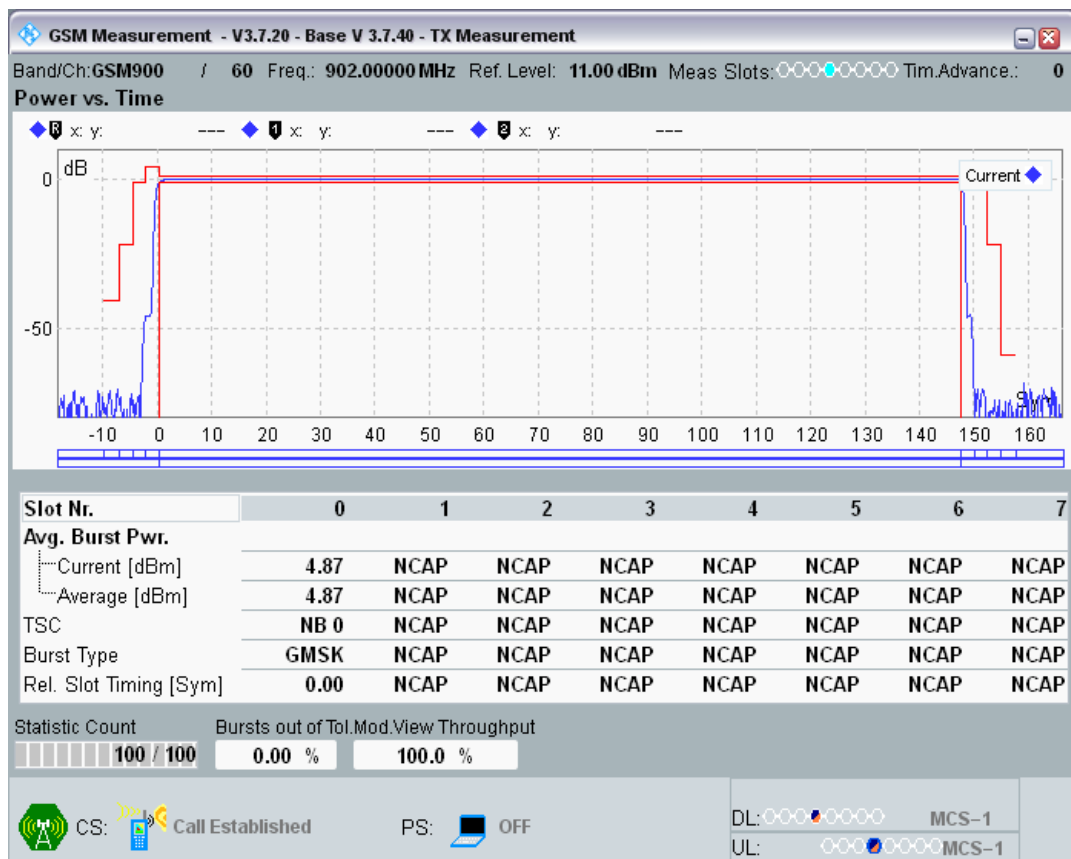 GSM Measurement - V3.7.20 - Base V 3.7.40 - TX Measurement
Band/Ch:GSM900 / 60 Freq.: 902.00000 MHz Ref. Level: 11.00 dBm Meas Slots: Tim.Advance.: 0
Power vs. Time
R x: y: --- 1 x: y: --- 2 x: y: ---
dB
Current
0
-50
-10 0 10 20 30 40 50 60 70 80 90 100 110 120 130 140 150 160
Slot Nr. 0 1 2 3 4 5 6 7
Avg. Burst Pwr.
Current [dBm] 4.87 NCAP NCAP NCAP NCAP NCAP NCAP NCAP
Average [dBm] 4.87 NCAP NCAP NCAP NCAP NCAP NCAP NCAP
TSC NB 0 NCAP NCAP NCAP NCAP NCAP NCAP NCAP
Burst Type GMSK NCAP NCAP NCAP NCAP NCAP NCAP NCAP
Rel. Slot Timing [Sym] 0.00 NCAP NCAP NCAP NCAP NCAP NCAP NCAP
Statistic Count Bursts out of Tol. Mod.View Throughput
100 / 100 0.00 % 100.0 %
CS: Call Established PS: OFF
DL: MCS-1
UL: MCS-1